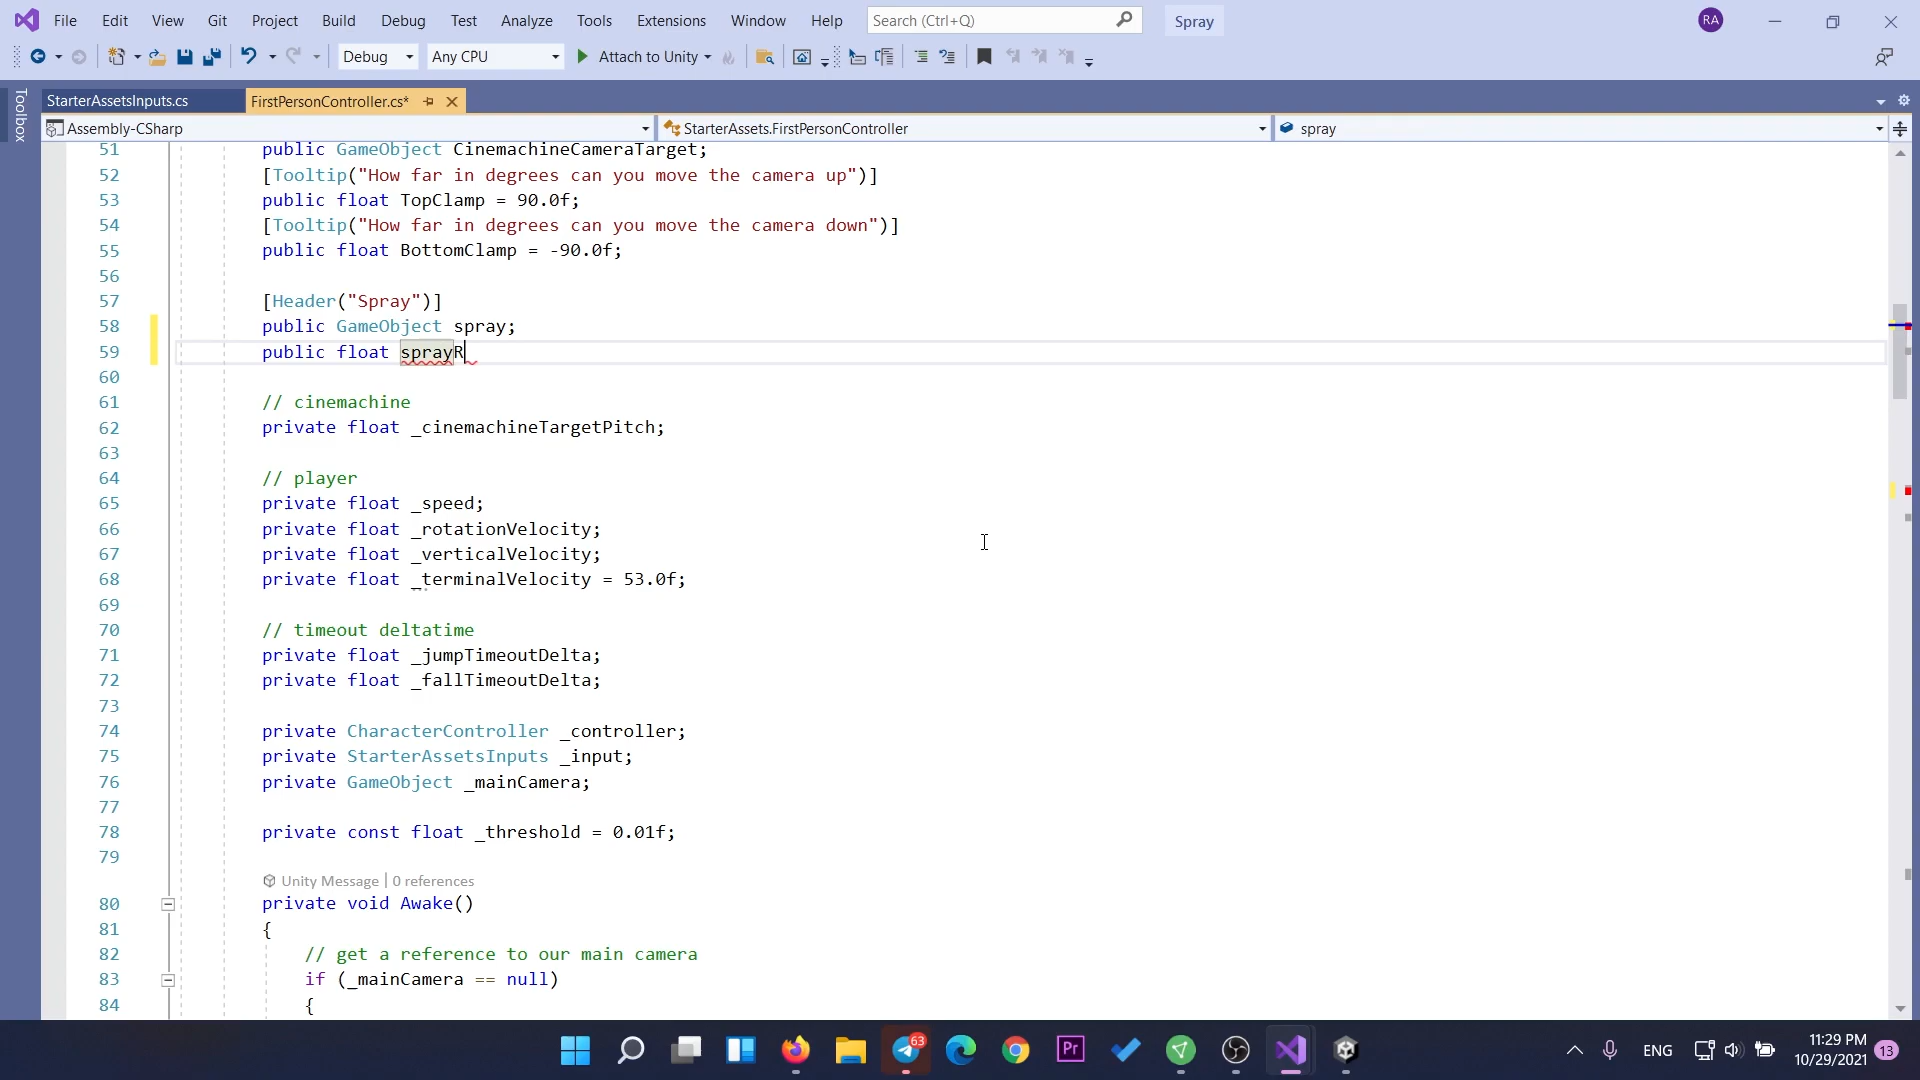 File Edit View Git Project Build Debug Test Analyze Tools Extensions Window Help Search (Ctrl+Q) Spray RA
Debug Any CPU Attach to Unity
Toolbox
StarterAssetsInputs.cs FirstPersonController.cs*
Assembly-CSharp StarterAssets.FirstPersonController spray
51 public GameObject CinemachineCameraTarget;
52 [Tooltip("How far in degrees can you move the camera up")]
53 public float TopClamp = 90.0f;
54 [Tooltip("How far in degrees can you move the camera down")]
55 public float BottomClamp = -90.0f;
56
57 [Header("Spray")]
58 public GameObject spray;
59 public float sprayR
60
61 // cinemachine
62 private float _cinemachineTargetPitch;
63
64 // player
65 private float _speed;
66 private float _rotationVelocity;
67 private float _verticalVelocity;
68 private float _terminalVelocity = 53.0f;
69
70 // timeout deltatime
71 private float _jumpTimeoutDelta;
72 private float _fallTimeoutDelta;
73
74 private CharacterController _controller;
75 private StarterAssetsInputs _input;
76 private GameObject _mainCamera;
77
78 private const float _threshold = 0.01f;
79
Unity Message | 0 references
80 private void Awake()
81 {
82 // get a reference to our main camera
83 if (_mainCamera == null)
84 {
63 Pr ENG 11:29 PM
10/29/2021 13